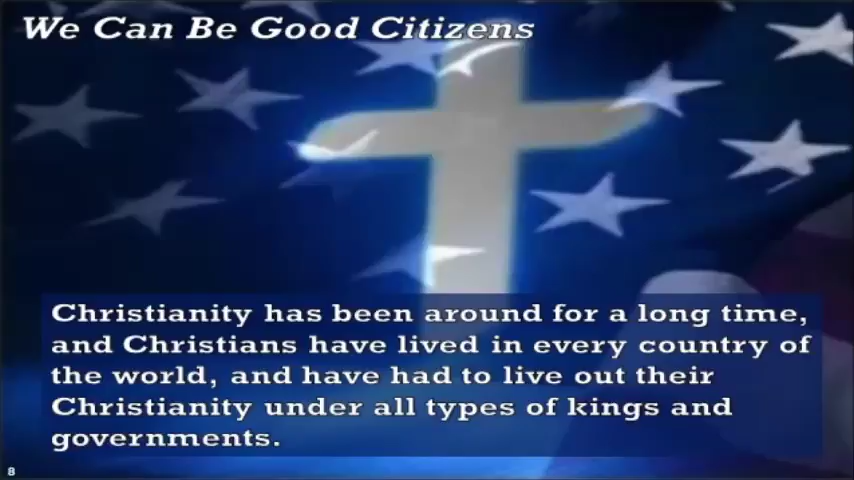 We Can Be Good Citizens
Christianity has been around for a long time,
and Christians have lived in every country of
the world, and have had to live out their
Christianity under all types of kings and
governments.
8